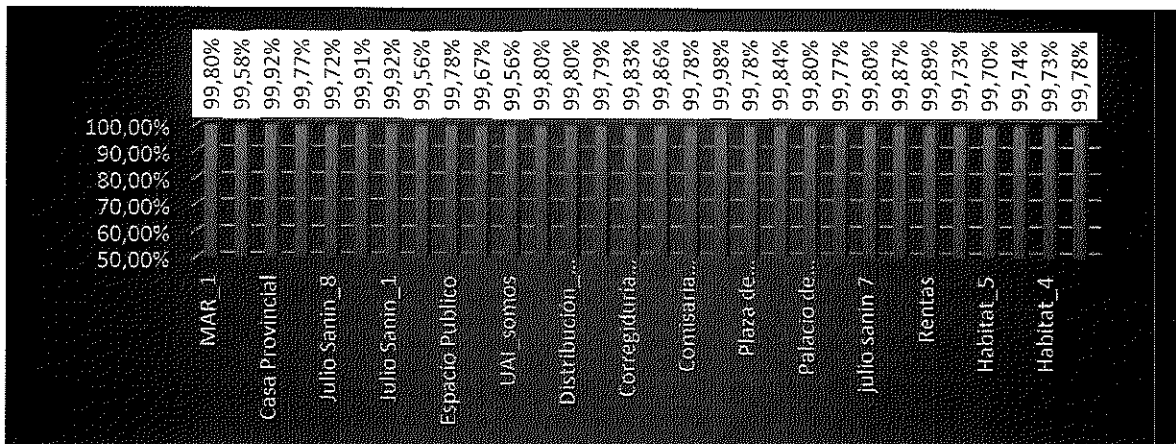 99,80%
99,58%
99,92%
99,77%
99,72%
99,91%
99,92%
99,56%
99,78%
99,67%
99,56%
99,80%
99,80%
99,79%
99,83%
99,86%
99,78%
99,98%
99,78%
99,84%
99,80%
99,77%
99,80%
99,87%
99,89%
99,73%
99,70%
99,74%
99,73%
99,78%
100,00%
90,00%
80,00%
70,00%
60,00%
50,00%
MAR_1
Casa Provincial
Julio Sanin_8
Julio Sanin_1
Espacio Publico
UAI_somos
Distribucion_...
Corregiduria...
Comisaria...
Plaza de...
Palacio de...
julio sanin 7
Rentas
Habitat_5
Habitat_4